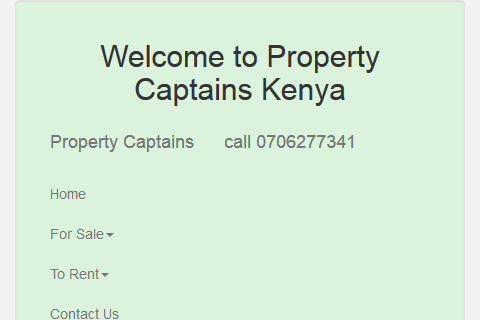 Welcome to Property
Captains Kenya
Property Captains call 0706277341
Home
For Sale
To Rent
Contact Us